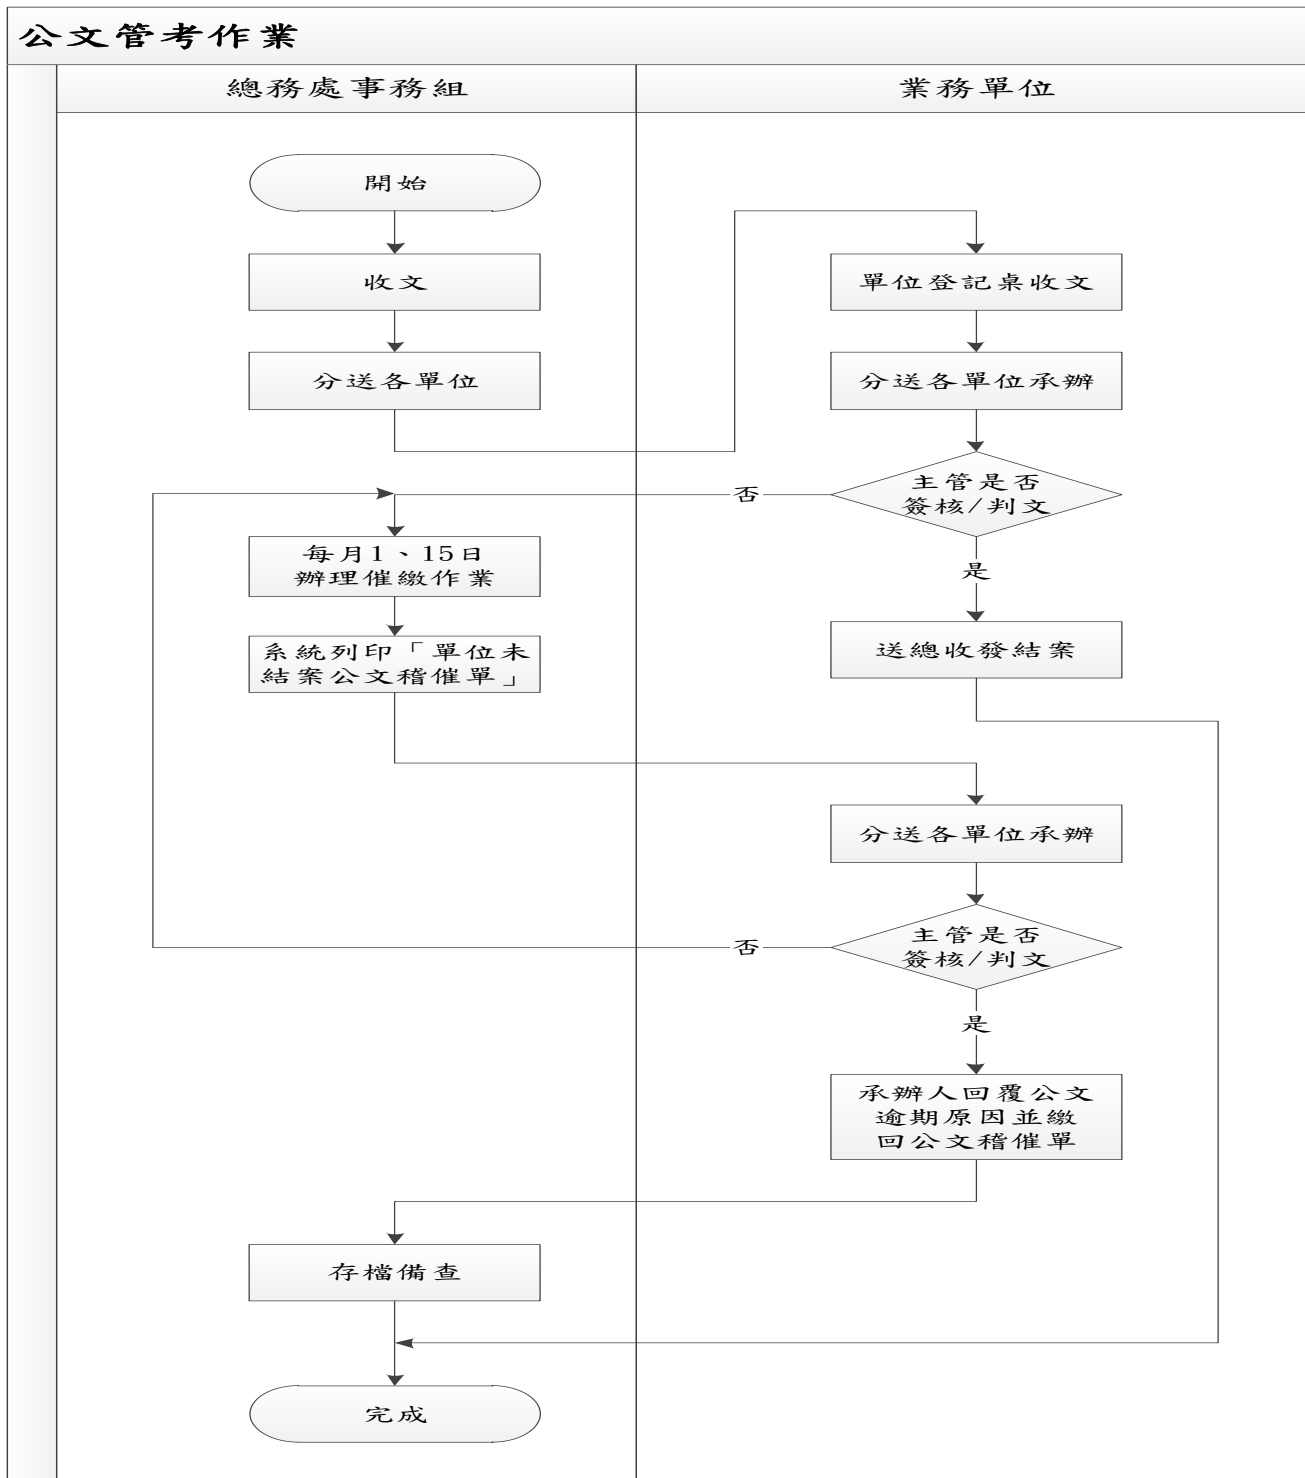 公文管考作業
總務處事務組
業務單位
開始
收文
單位登記桌收文
分送各單位
分送各單位承辦
主管是否
簽核/判文
否
每月1、15日
辦理催繳作業
是
系統列印「單位未
結案公文稽催單」
送總收發結案
分送各單位承辦
主管是否
簽核/判文
否
是
承辦人回覆公文
逾期原因並繳
回公文稽催單
存檔備查
完成